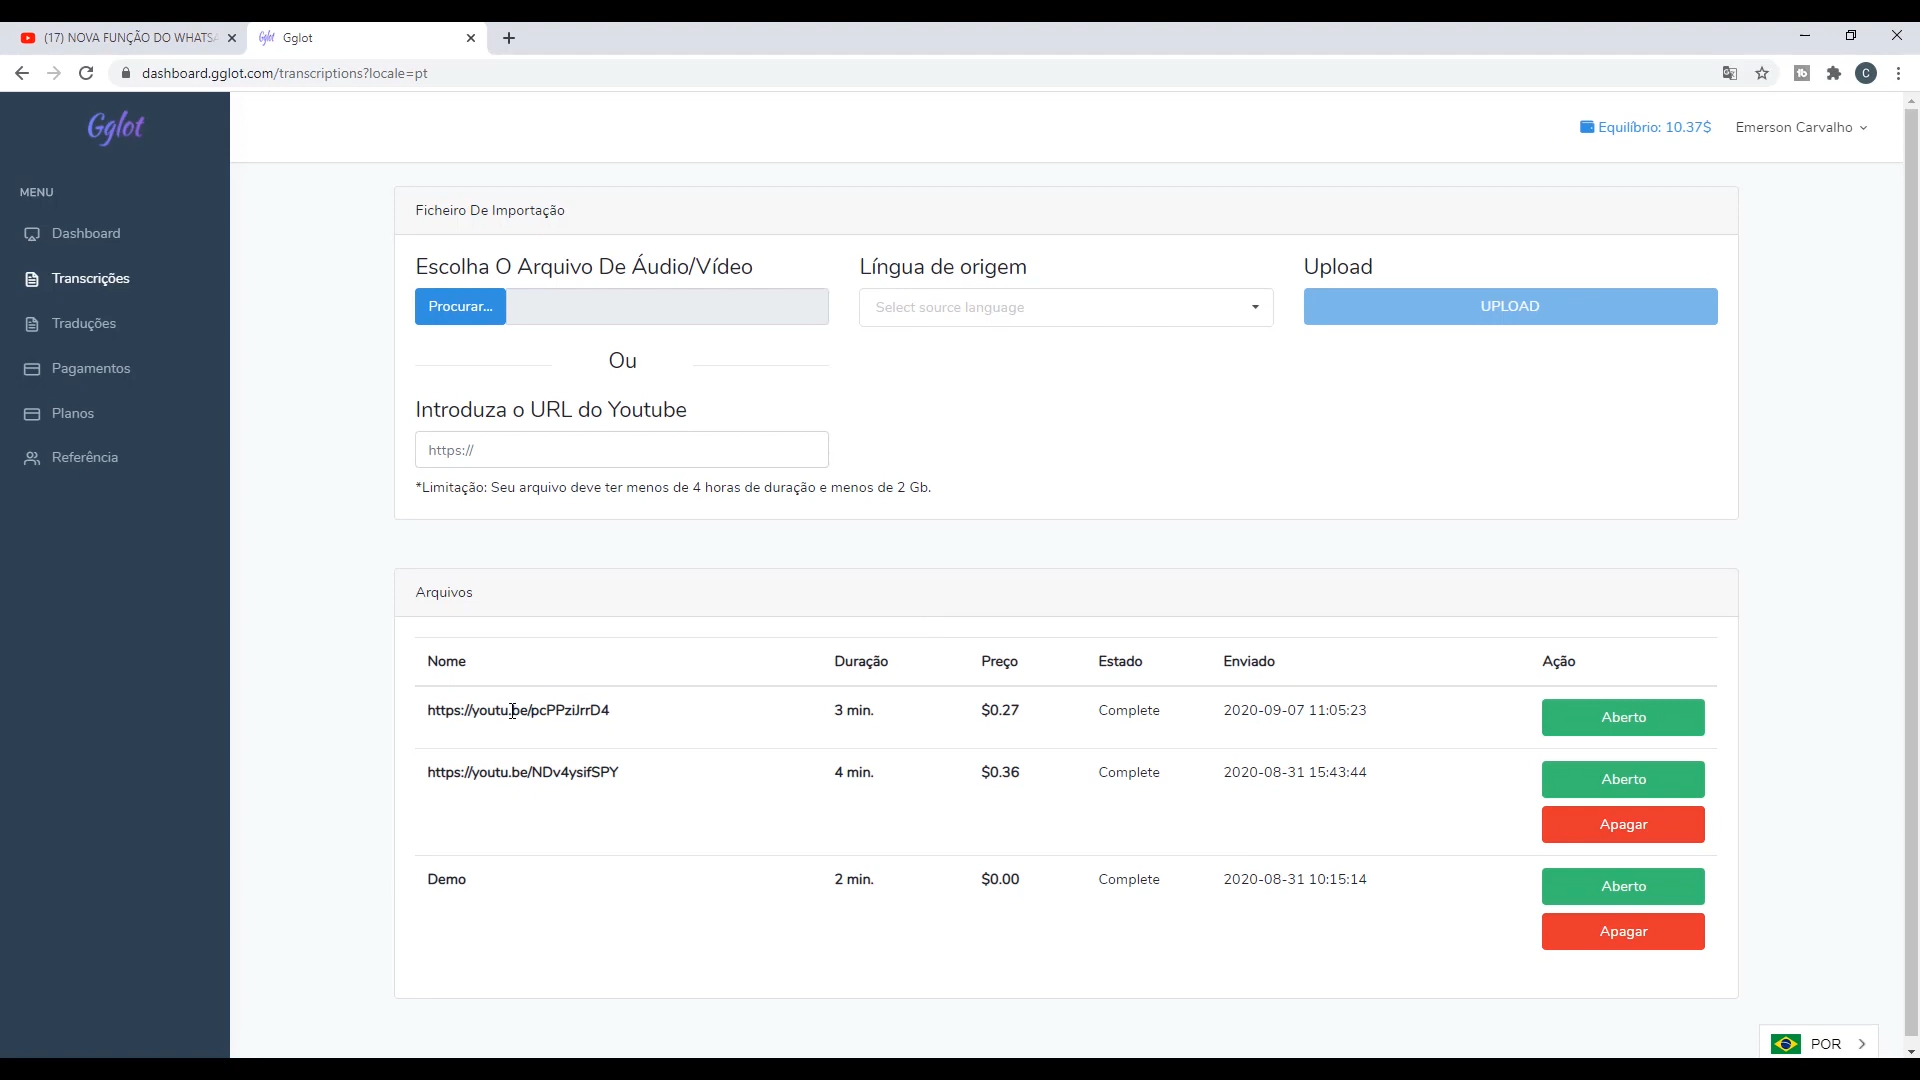 (17) NOVA FUNÇÃO DO WHATSA
Gglot
dashboard.gglot.com/transcriptions?locale=pt
C
Gglot
Equilíbrio: 10.37$
Emerson Carvalho
MENU
Dashboard
Transcrições
Traduções
Pagamentos
Planos
Referência
Ficheiro De Importação
Escolha O Arquivo De Áudio/Vídeo
Língua de origem
Upload
Procurar...
Select source language
UPLOAD
Ou
Introduza o URL do Youtube
https://
*Limitação: Seu arquivo deve ter menos de 4 horas de duração e menos de 2 Gb.
Arquivos
Nome Duração Preço Estado Enviado Ação
https://youtu.be/pcPPziJrrD4 3 min. $0.27 Complete 2020-09-07 11:05:23 Aberto
https://youtu.be/NDv4ysifSPY 4 min. $0.36 Complete 2020-08-31 15:43:44 Aberto
Apagar
Demo 2 min. $0.00 Complete 2020-08-31 10:15:14 Aberto
Apagar
POR